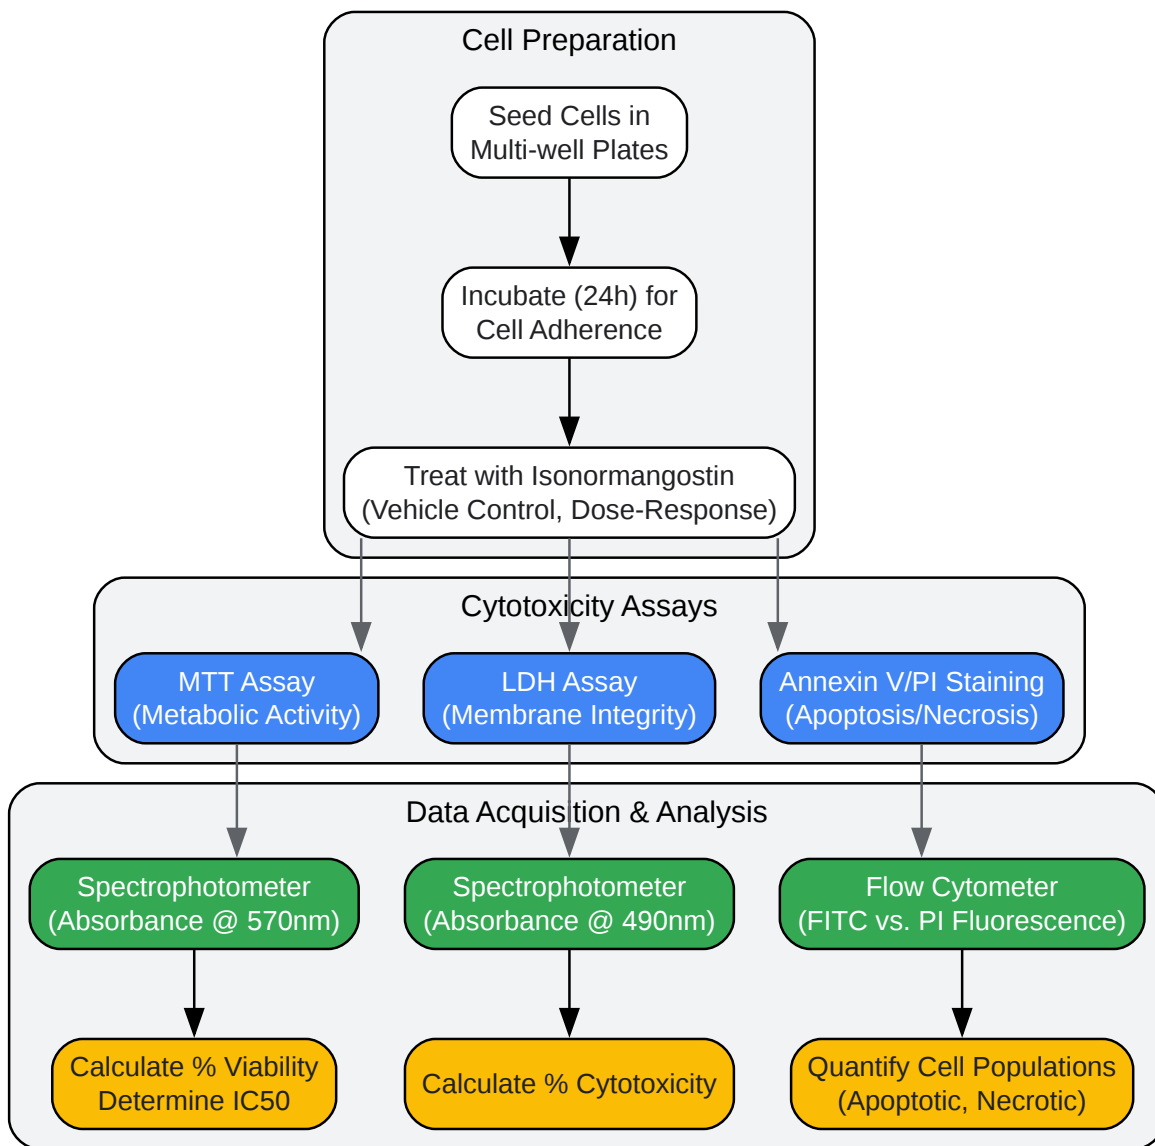 Cell Preparation
Seed Cells in
Multi-well Plates
Incubate (24h) for
Cell Adherence
Treat with Isonormangostin
(Vehicle Control, Dose-Response)
Cytotoxicity Assays
MTT Assay
(Metabolic Activity)
LDH Assay
(Membrane Integrity)
Annexin V/PI Staining
(Apoptosis/Necrosis)
Data Acquisition & Analysis
Spectrophotometer
(Absorbance @ 570nm)
Spectrophotometer
(Absorbance @ 490nm)
Flow Cytometer
(FITC vs. PI Fluorescence)
Calculate % Viability
Determine IC50
Calculate % Cytotoxicity
Quantify Cell Populations
(Apoptotic, Necrotic)